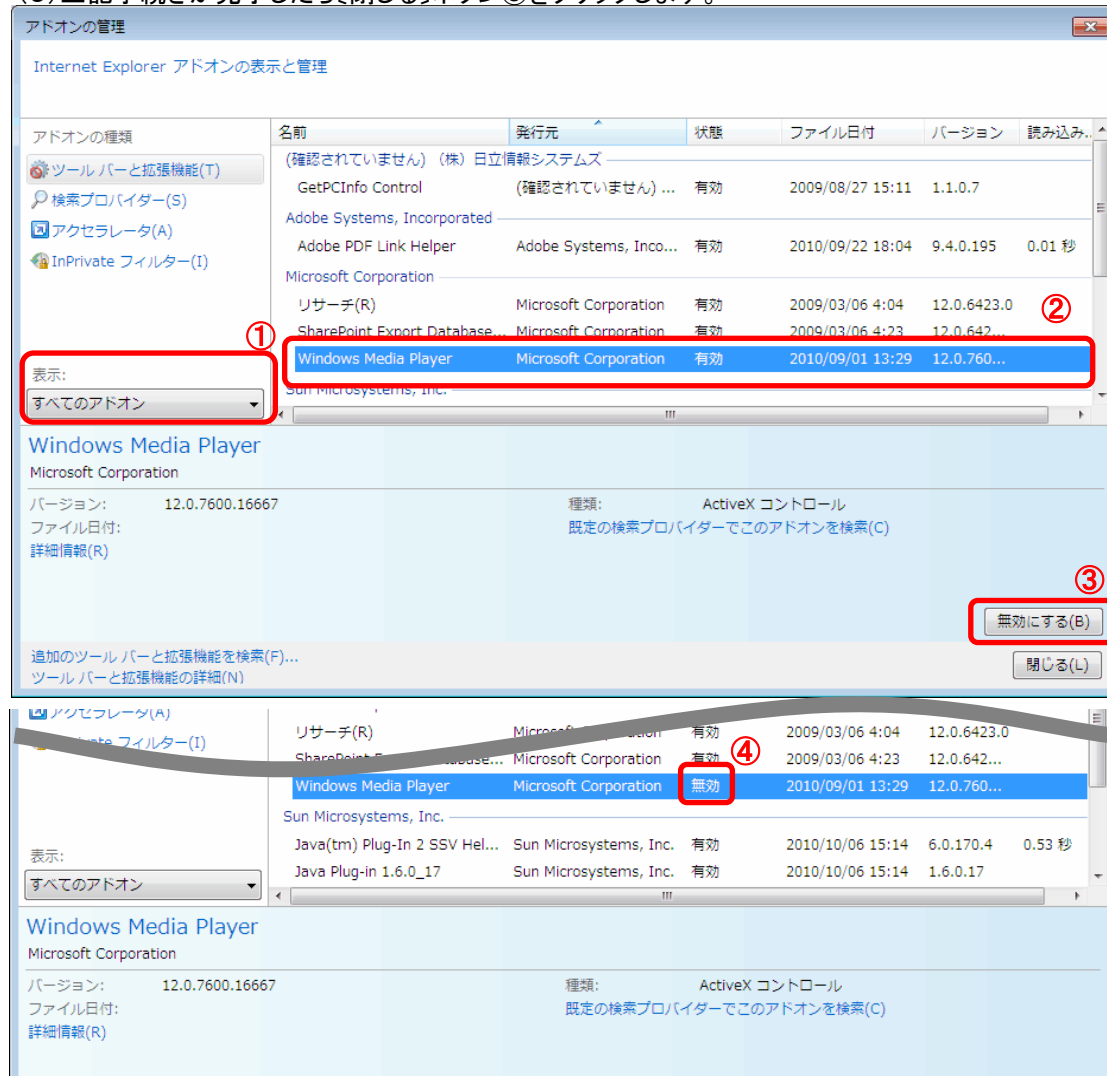 アドオンの管理
Internet Explorer アドオンの表示と管理
アドオンの種類
ツール バーと拡張機能(T)
検索プロバイダー(S)
アクセラレータ(A)
InPrivate フィルター(I)
名前 発行元 状態 ファイル日付 バージョン 読み込み..
(確認されていません) （株）日立情報システムズ
GetPCInfo Control (確認されていません) ... 有効 2009/08/27 15:11 1.1.0.7
Adobe Systems, Incorporated
Adobe PDF Link Helper Adobe Systems, Inco... 有効 2010/09/22 18:04 9.4.0.195 0.01 秒
Microsoft Corporation
リサーチ(R) Microsoft Corporation 有効 2009/03/06 4:04 12.0.6423.0
②
SharePoint Export Database... Microsoft Corporation 有効 2009/03/06 4:23 12.0.642...
①
Windows Media Player Microsoft Corporation 有効 2010/09/01 13:29 12.0.760...
Sun Microsystems, Inc.
表示:
すべてのアドオン
Windows Media Player
Microsoft Corporation
バージョン: 12.0.7600.16667 種類: ActiveX コントロール
ファイル日付: 既定の検索プロバイダーでこのアドオンを検索(C)
詳細情報(R)
③
無効にする(B)
追加のツール バーと拡張機能を検索(F)...
ツール バーと拡張機能の詳細(N)
閉じる(L)
アクセラレータ(A)
フィルター(I)
リサーチ(R) 有効 2009/03/06 4:04 12.0.6423.0
④
Microsoft Corporation 有効 2009/03/06 4:23 12.0.642...
Windows Media Player Microsoft Corporation 無効 2010/09/01 13:29 12.0.760...
Sun Microsystems, Inc.
Java(tm) Plug-In 2 SSV Hel... Sun Microsystems, Inc. 有効 2010/10/06 15:14 6.0.170.4 0.53 秒
Java Plug-in 1.6.0_17 Sun Microsystems, Inc. 有効 2010/10/06 15:14 1.6.0.17
表示:
すべてのアドオン
Windows Media Player
Microsoft Corporation
バージョン: 12.0.7600.16667 種類: ActiveX コントロール
ファイル日付: 既定の検索プロバイダーでこのアドオンを検索(C)
詳細情報(R)